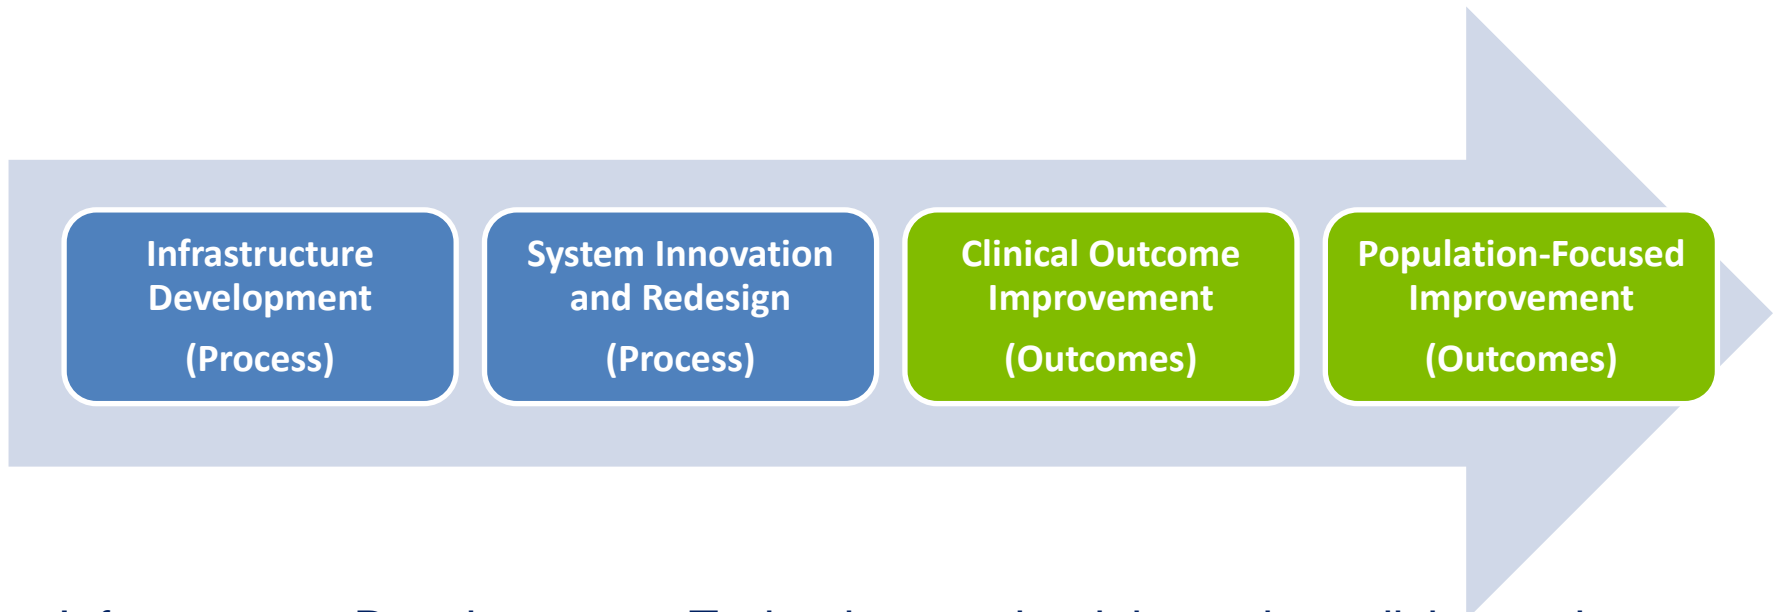 Infrastructure
Development
(Process)
System Innovation
and Redesign
(Process)
Clinical Outcome
Improvement
(Outcomes)
Population-Focused
Improvement
(Outcomes)